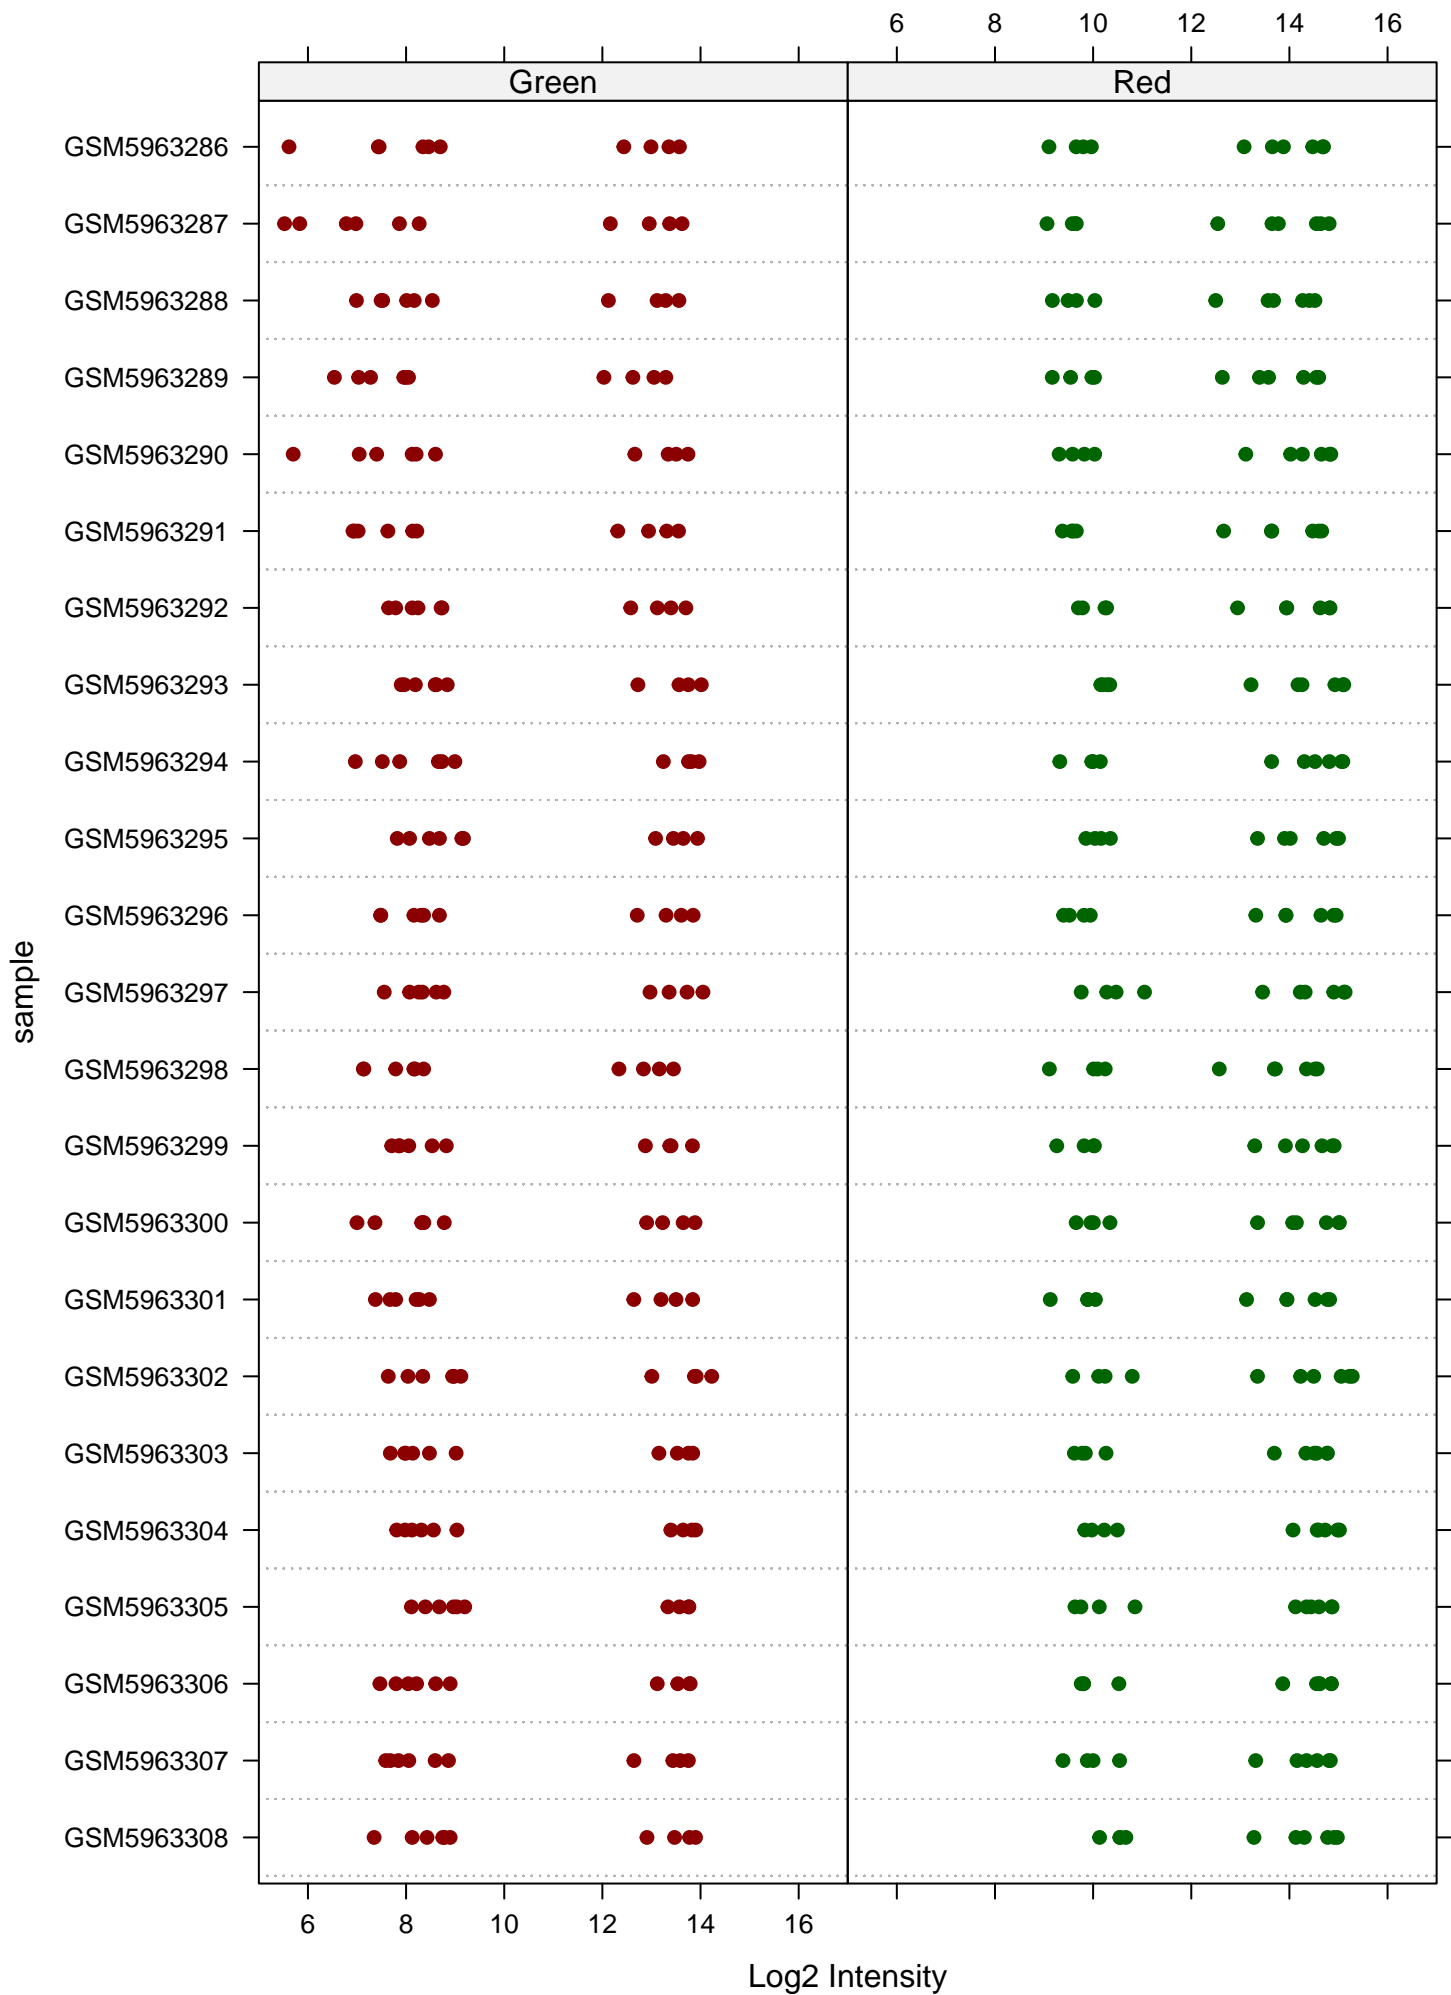 6 8 10 12 14 16
Green Red
GSM5963286
GSM5963287
GSM5963288
GSM5963289
GSM5963290
GSM5963291
GSM5963292
GSM5963293
GSM5963294
GSM5963295
GSM5963296
GSM5963297
GSM5963298
GSM5963299
GSM5963300
GSM5963301
GSM5963302
GSM5963303
GSM5963304
GSM5963305
GSM5963306
GSM5963307
GSM5963308
sample
6 8 10 12 14 16
Log2 Intensity